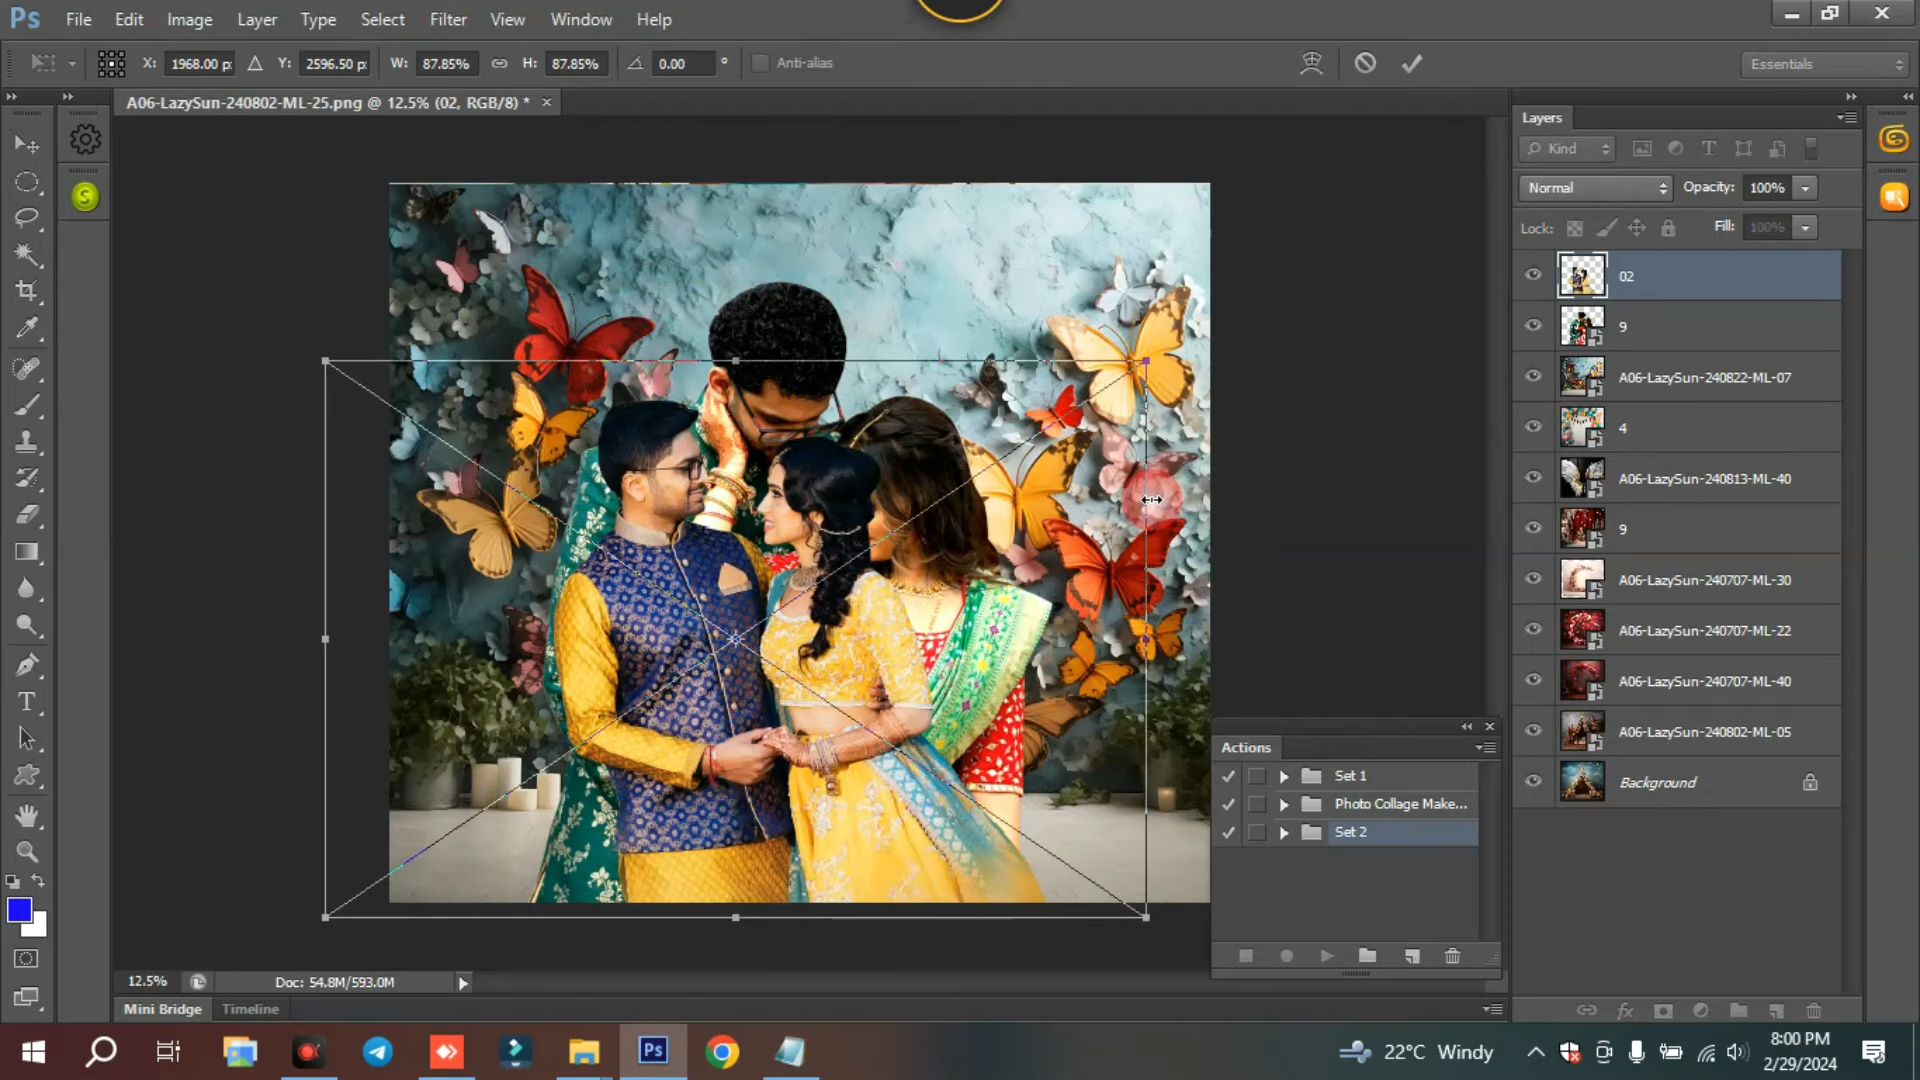 Ps File Edit Image Layer Type Select Filter View Window Help
X: 1968.00 p Y: 2596.50 p W: 87.85% H: 87.85% 0.00 ° Anti-alias Essentials
A06-LazySun-240802-ML-25.png @ 12.5% (02, RGB/8) * ×
Layers
Kind
Normal Opacity: 100%
Lock: Fill: 100%
S
02
9
A06-LazySun-240822-ML-07
4
A06-LazySun-240813-ML-40
9
A06-LazySun-240707-ML-30
A06-LazySun-240707-ML-22
A06-LazySun-240707-ML-40
A06-LazySun-240802-ML-05
Background
Actions
Set 1
Photo Collage Make...
Set 2
12.5% Doc: 54.8M/593.0M
Mini Bridge Timeline
Ps
22°C Windy
8:00 PM
2/29/2024